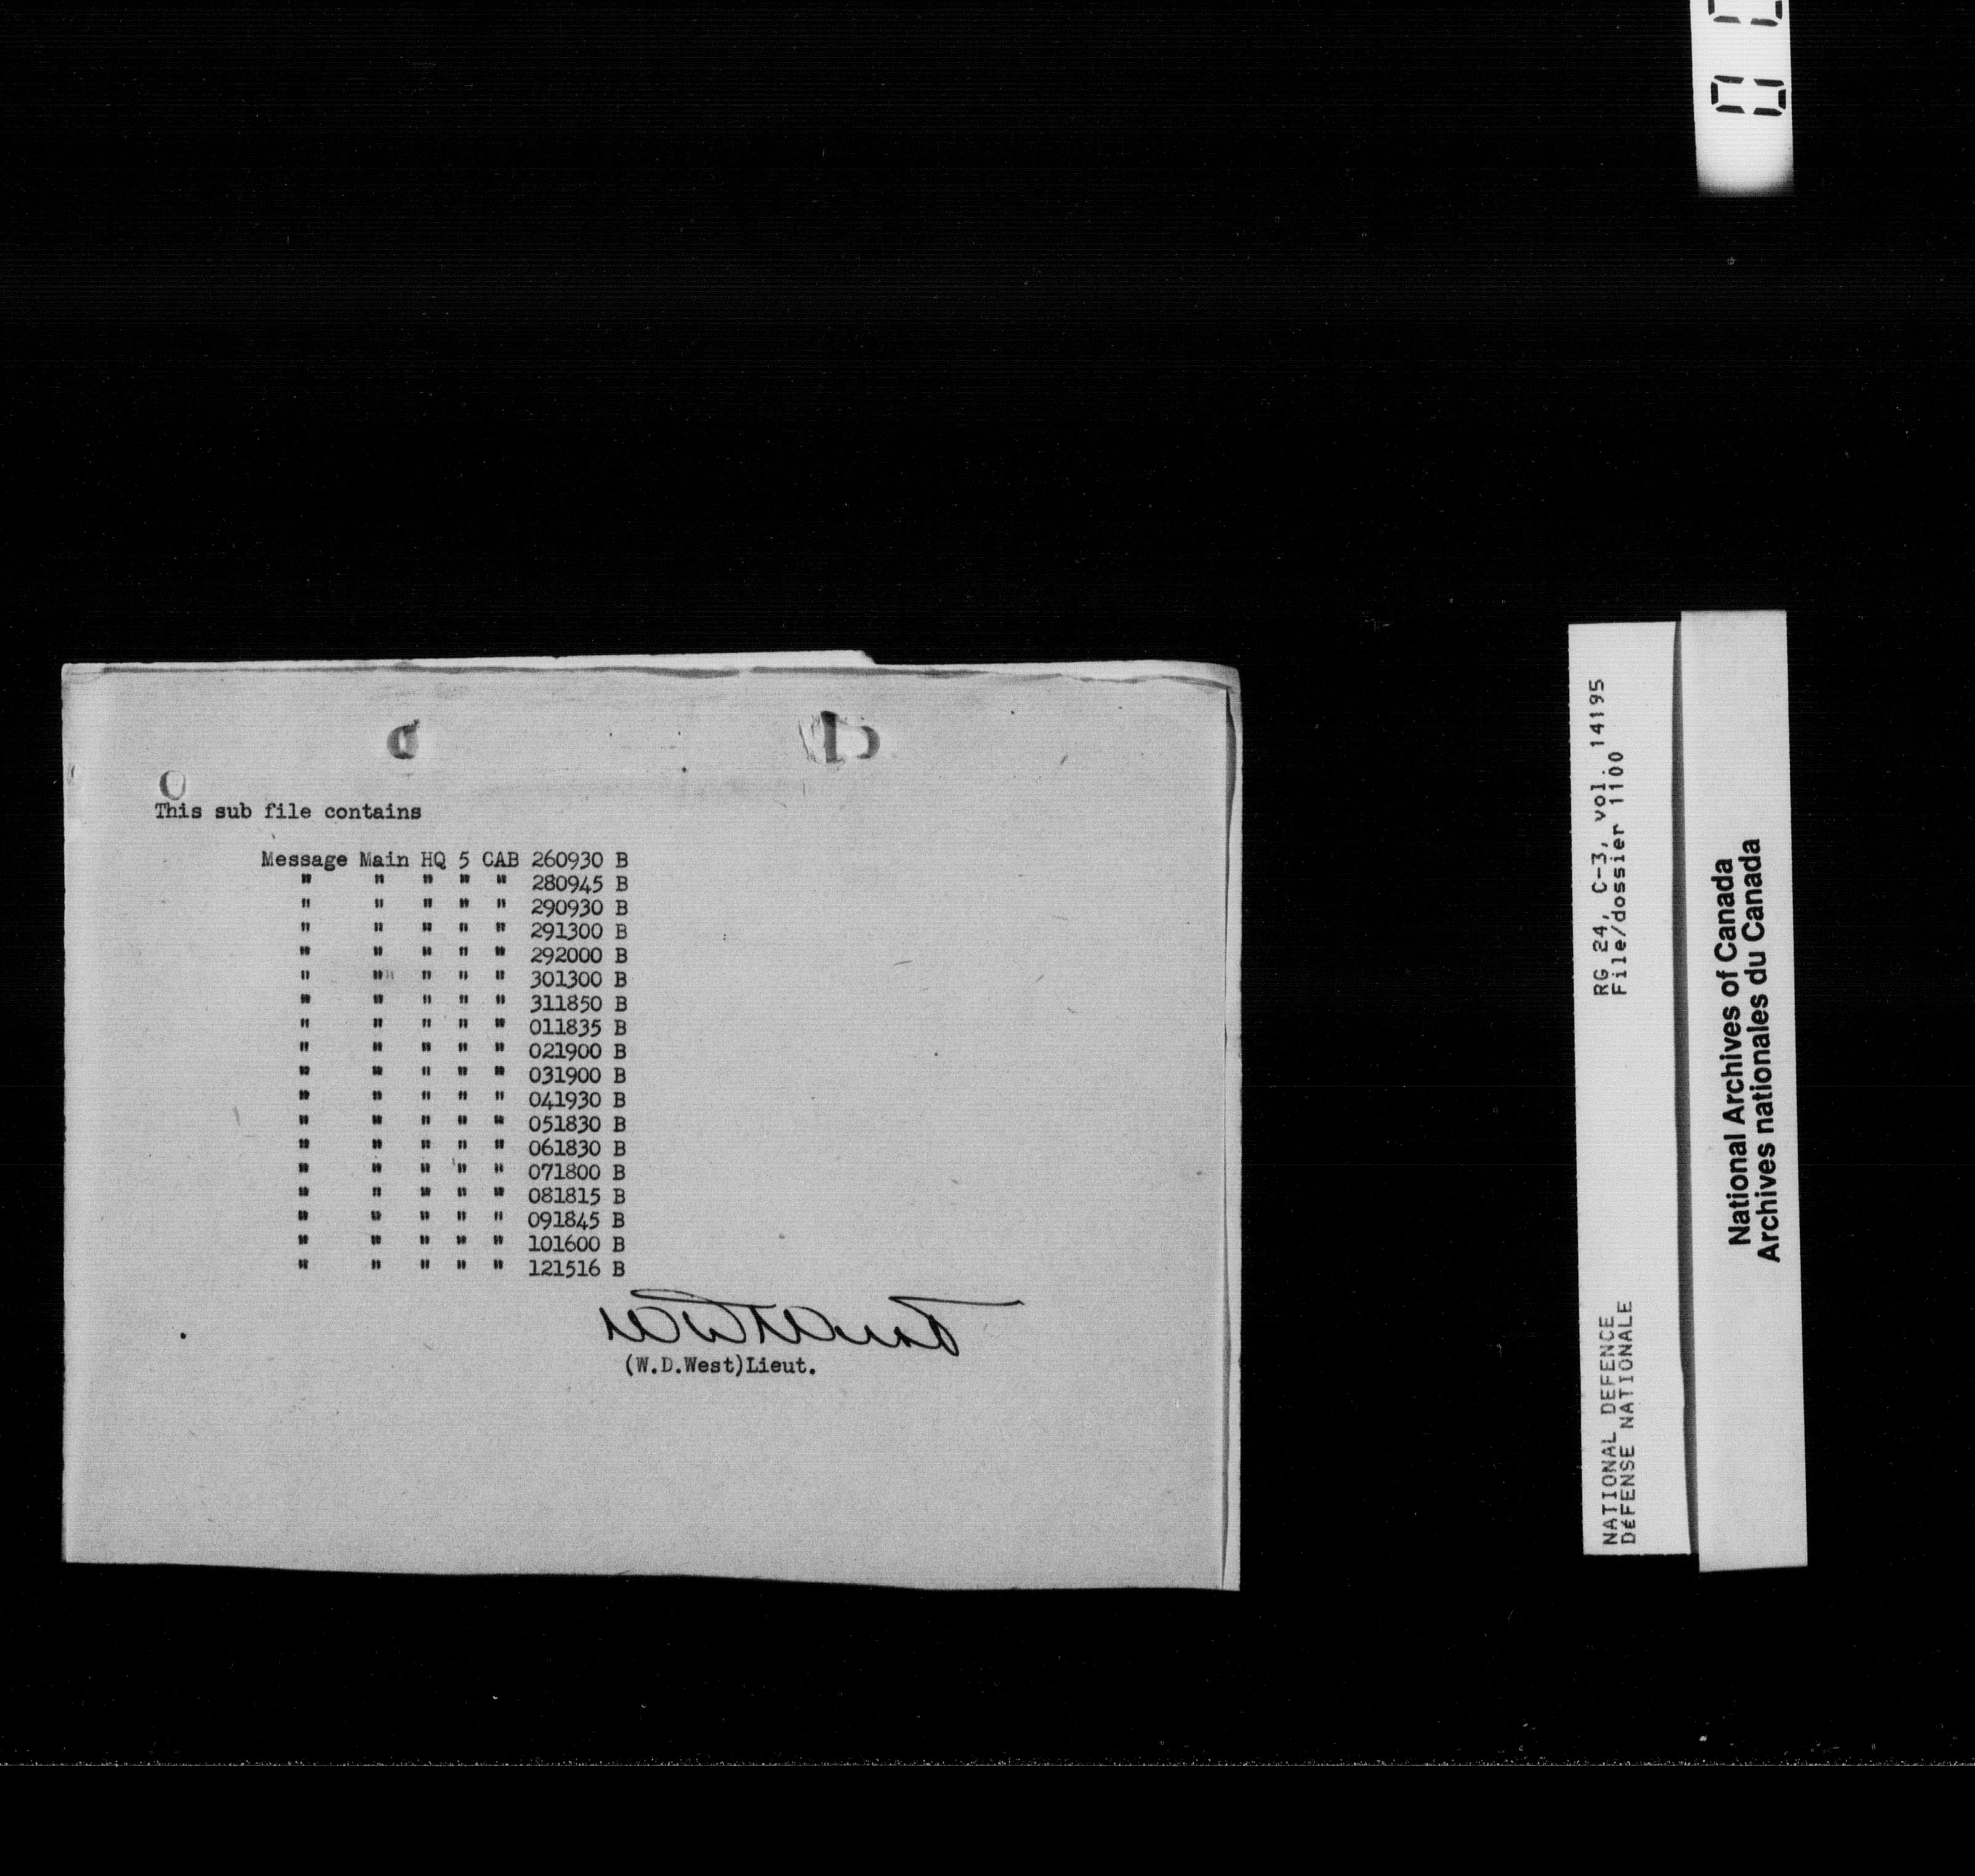 This sub file contains
Message Main HQ 5 CAB 260930 B
" " " " " 280945 B
" " " " " 290930 B
" " " " " 291300 B
" " " " " 292000 B
" " " " " 301300 B
" " " " " 311850 B
" " " " " 011835 B
" " " " " 021900 B
" " " " " 031900 B
" " " " " 041930 B
" " " " " 051830 B
" " " " " 061830 B
" " " " " 071800 B
" " " " " 081815 B
" " " " " 091845 B
" " " " " 101600 B
" " " " " 121516 B
(W.D.West)Lieut.
NATIONAL DEFENCE RG 24, C-3, vol. 14195
DéFENSE NATIONALE File/dossier 1100
National Archives of Canada
Archives nationales du Canada